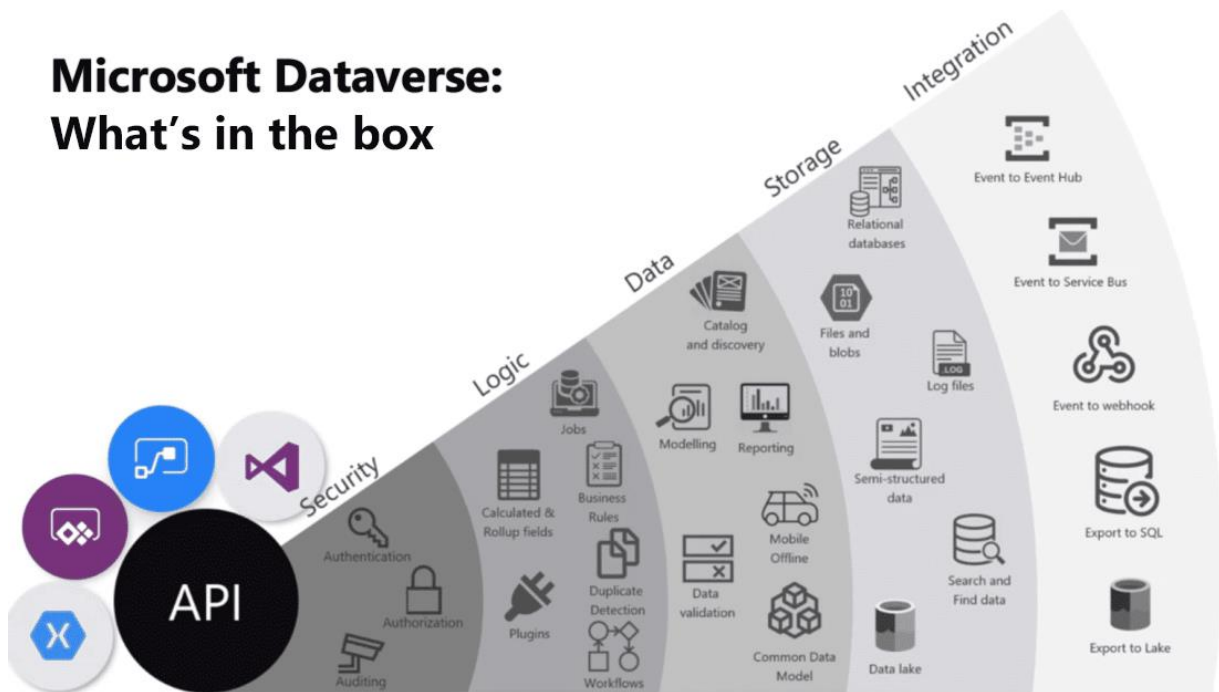 Microsoft Dataverse:
What's in the box
API
Security
Authentication
Authorization
Auditing
Logic
Jobs
Calculated &
Rollup fields
Business
Rules
Plugins
Duplicate
Detection
Workflows
Data
Catalog
and discovery
Modelling
Reporting
Mobile
Offline
Data
validation
Common Data
Model
Storage
Relational
databases
Files and
blobs
10
01
LOG
Log files
Semi-structured
data
Search and
Find data
Data lake
Integration
Event to Event Hub
Event to Service Bus
Event to webhook
Export to SQL
Export to Lake